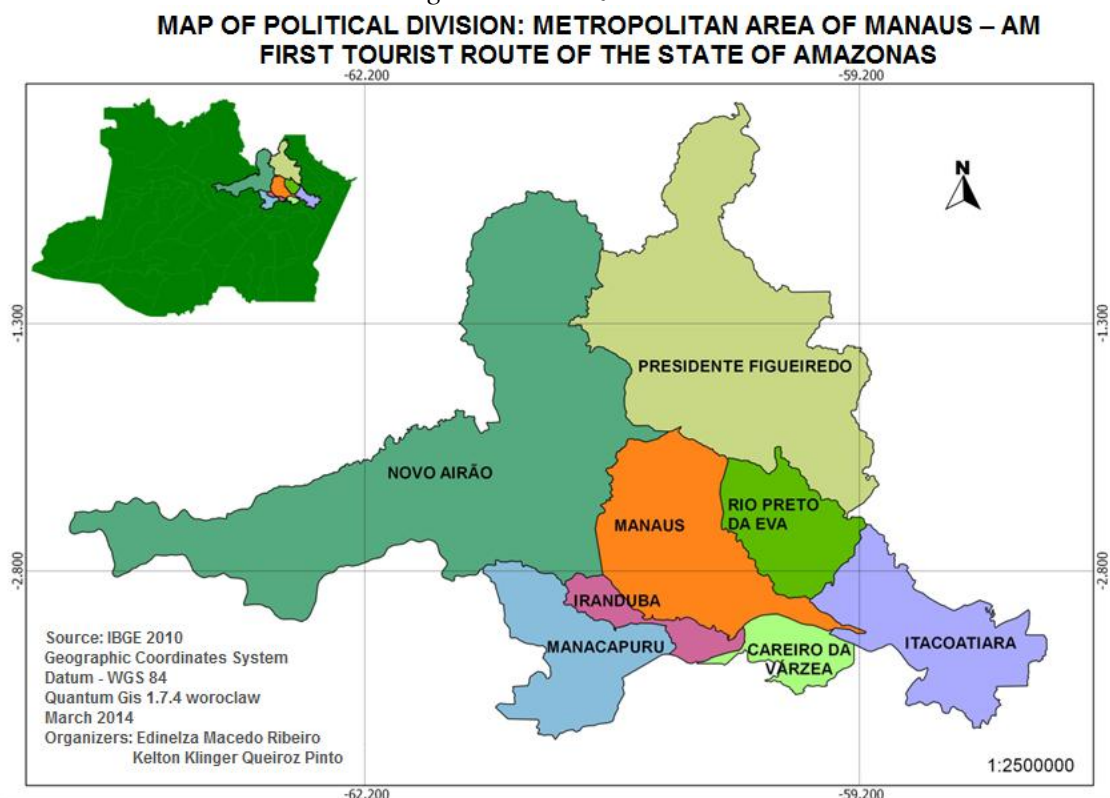 MAP OF POLITICAL DIVISION: METROPOLITAN AREA OF MANAUS – AM
FIRST TOURIST ROUTE OF THE STATE OF AMAZONAS
-62.200
-59.200
N
-1.300
-1.300
PRESIDENTE FIGUEIREDO
NOVO AIRÃO
RIO PRETO
DA EVA
MANAUS
-2.800
-2.800
IRANDUBA
MANACAPURU
CAREIRO DA
VÁRZEA
ITACOATIARA
Source: IBGE 2010
Geographic Coordinates System
Datum - WGS 84
Quantum Gis 1.7.4 woroclaw
March 2014
Organizers: Edinelza Macedo Ribeiro
Kelton Klinger Queiroz Pinto
1:2500000
-62.200
-59.200